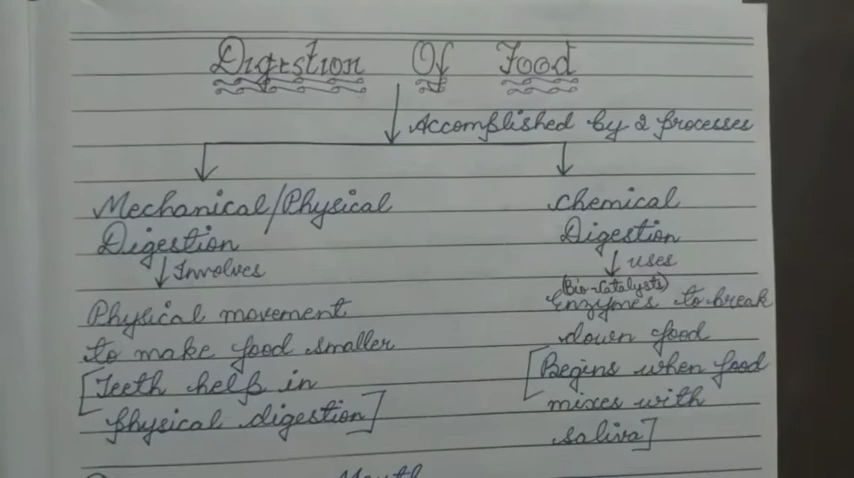 Digestion Of Food
Accomplished by 2 processes
Mechanical/Physical
Digestion
Involves
Physical movement
to make food smaller
[Teeth help in
physical digestion]
Chemical
Digestion
uses
(Bio-Catalysts)
Enzymes to break
down food
[Begins when food
mixes with
saliva]
Mouth